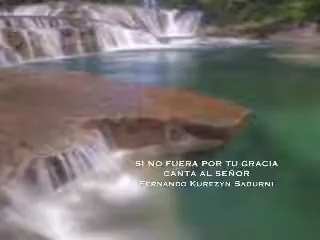 SI NO FUERA POR TU GRACIA
CANTA AL SEÑOR
FERNANDO KUREZYN SADURNI